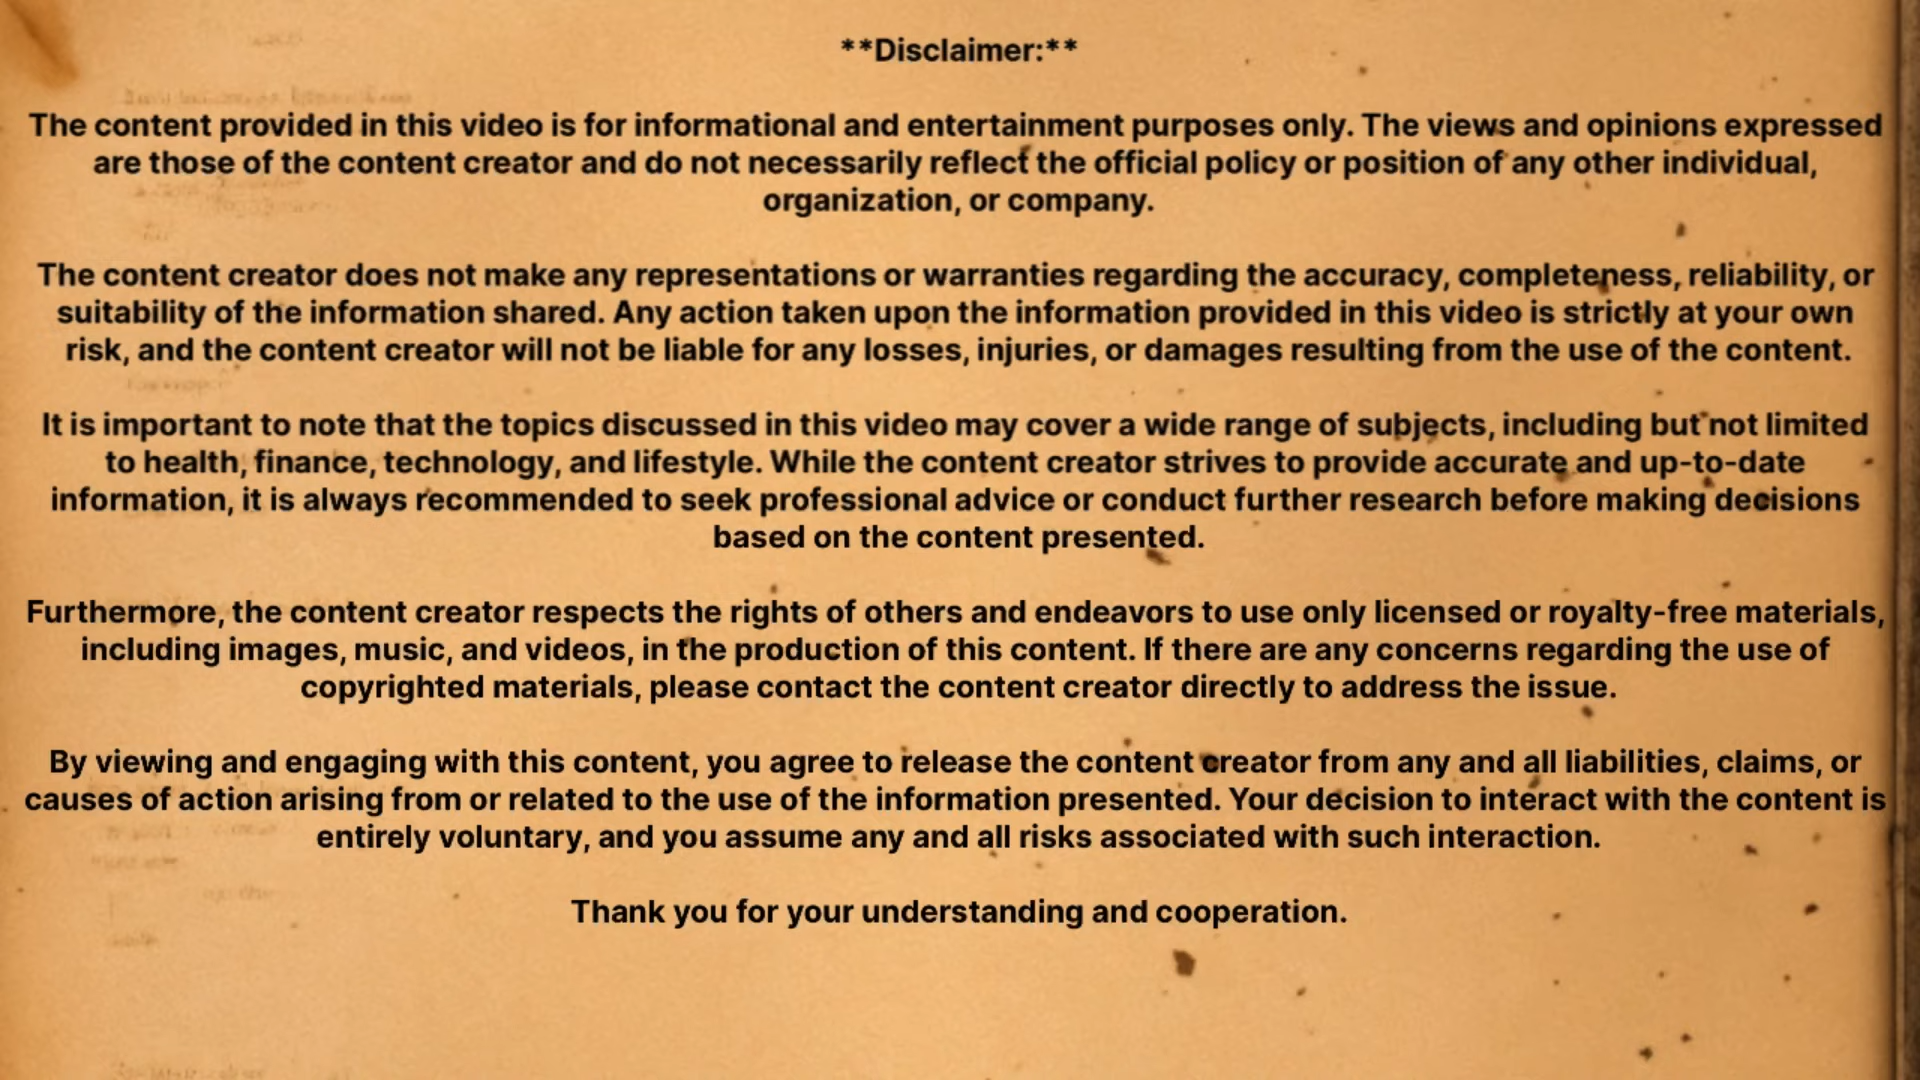 **Disclaimer:**
The content provided in this video is for informational and entertainment purposes only. The views and opinions expressed
are those of the content creator and do not necessarily reflect the official policy or position of any other individual,
organization, or company.
The content creator does not make any representations or warranties regarding the accuracy, completeness, reliability, or
suitability of the information shared. Any action taken upon the information provided in this video is strictly at your own
risk, and the content creator will not be liable for any losses, injuries, or damages resulting from the use of the content.
It is important to note that the topics discussed in this video may cover a wide range of subjects, including but not limited
to health, finance, technology, and lifestyle. While the content creator strives to provide accurate and up-to-date
information, it is always recommended to seek professional advice or conduct further research before making decisions
based on the content presented.
Furthermore, the content creator respects the rights of others and endeavors to use only licensed or royalty-free materials,
including images, music, and videos, in the production of this content. If there are any concerns regarding the use of
copyrighted materials, please contact the content creator directly to address the issue.
By viewing and engaging with this content, you agree to release the content creator from any and all liabilities, claims, or
causes of action arising from or related to the use of the information presented. Your decision to interact with the content is
entirely voluntary, and you assume any and all risks associated with such interaction.
Thank you for your understanding and cooperation.